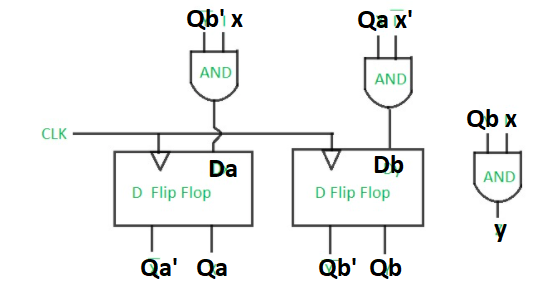 Qb' x
Qa x'
AND
AND
CLK
Qb x
Da
Db
AND
D Flip Flop
D Flip Flop
y
Qa' Qa
Qb' Qb